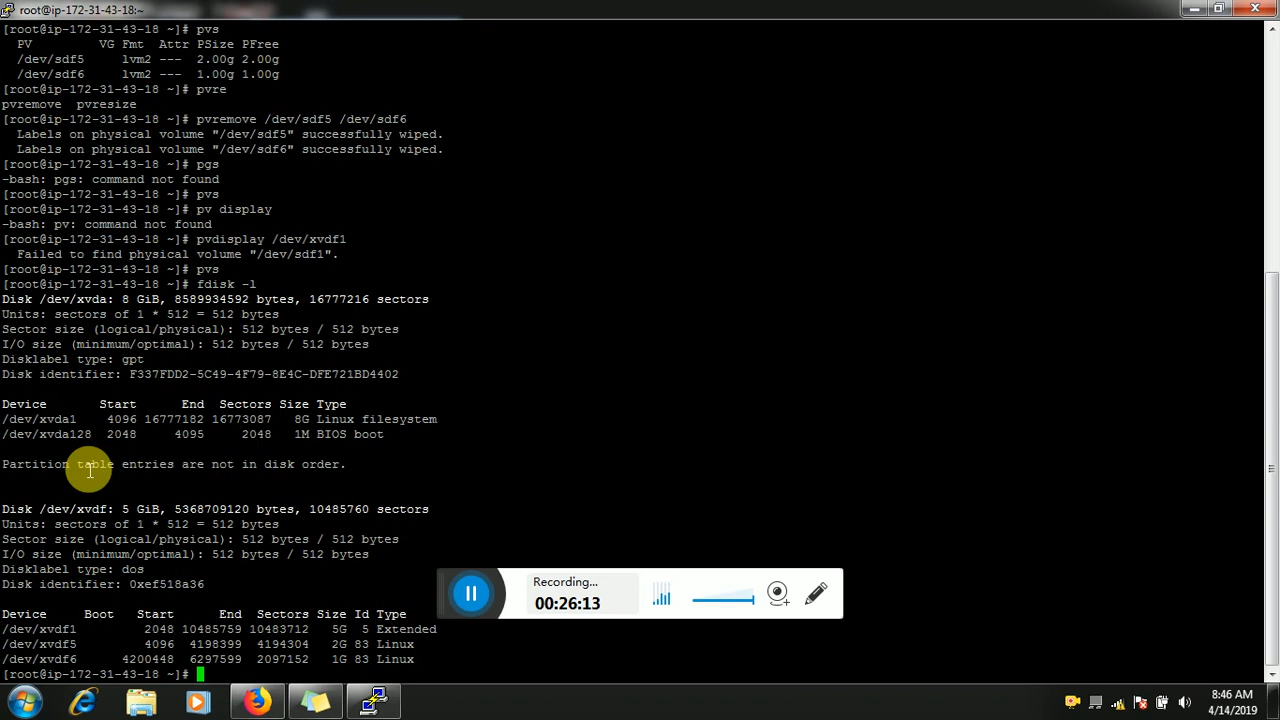 root@ip-172-31-43-18:~
[root@ip-172-31-43-18 ~]# pvs
  PV         VG Fmt  Attr PSize PFree
  /dev/sdf5     lvm2 ---  2.00g 2.00g
  /dev/sdf6     lvm2 ---  1.00g 1.00g
[root@ip-172-31-43-18 ~]# pvre
pvremove  pvresize
[root@ip-172-31-43-18 ~]# pvremove /dev/sdf5 /dev/sdf6
  Labels on physical volume "/dev/sdf5" successfully wiped.
  Labels on physical volume "/dev/sdf6" successfully wiped.
[root@ip-172-31-43-18 ~]# pgs
-bash: pgs: command not found
[root@ip-172-31-43-18 ~]# pvs
[root@ip-172-31-43-18 ~]# pv display
-bash: pv: command not found
[root@ip-172-31-43-18 ~]# pvdisplay /dev/xvdf1
  Failed to find physical volume "/dev/sdf1".
[root@ip-172-31-43-18 ~]# pvs
[root@ip-172-31-43-18 ~]# fdisk -l
Disk /dev/xvda: 8 GiB, 8589934592 bytes, 16777216 sectors
Units: sectors of 1 * 512 = 512 bytes
Sector size (logical/physical): 512 bytes / 512 bytes
I/O size (minimum/optimal): 512 bytes / 512 bytes
Disklabel type: gpt
Disk identifier: F337FDD2-5C49-4F79-8E4C-DFE721BD4402
Device       Start      End  Sectors Size Type
/dev/xvda1    4096 16777182 16773087   8G Linux filesystem
/dev/xvda128  2048     4095     2048   1M BIOS boot
Partition table entries are not in disk order.
Disk /dev/xvdf: 5 GiB, 5368709120 bytes, 10485760 sectors
Units: sectors of 1 * 512 = 512 bytes
Sector size (logical/physical): 512 bytes / 512 bytes
I/O size (minimum/optimal): 512 bytes / 512 bytes
Disklabel type: dos
Disk identifier: 0xef518a36
Device     Boot   Start      End  Sectors Size Id Type
/dev/xvdf1         2048 10485759 10483712   5G  5 Extended
/dev/xvdf5         4096  4198399  4194304   2G 83 Linux
/dev/xvdf6      4200448  6297599  2097152   1G 83 Linux
[root@ip-172-31-43-18 ~]#
Recording...
00:26:13
8:46 AM
4/14/2019